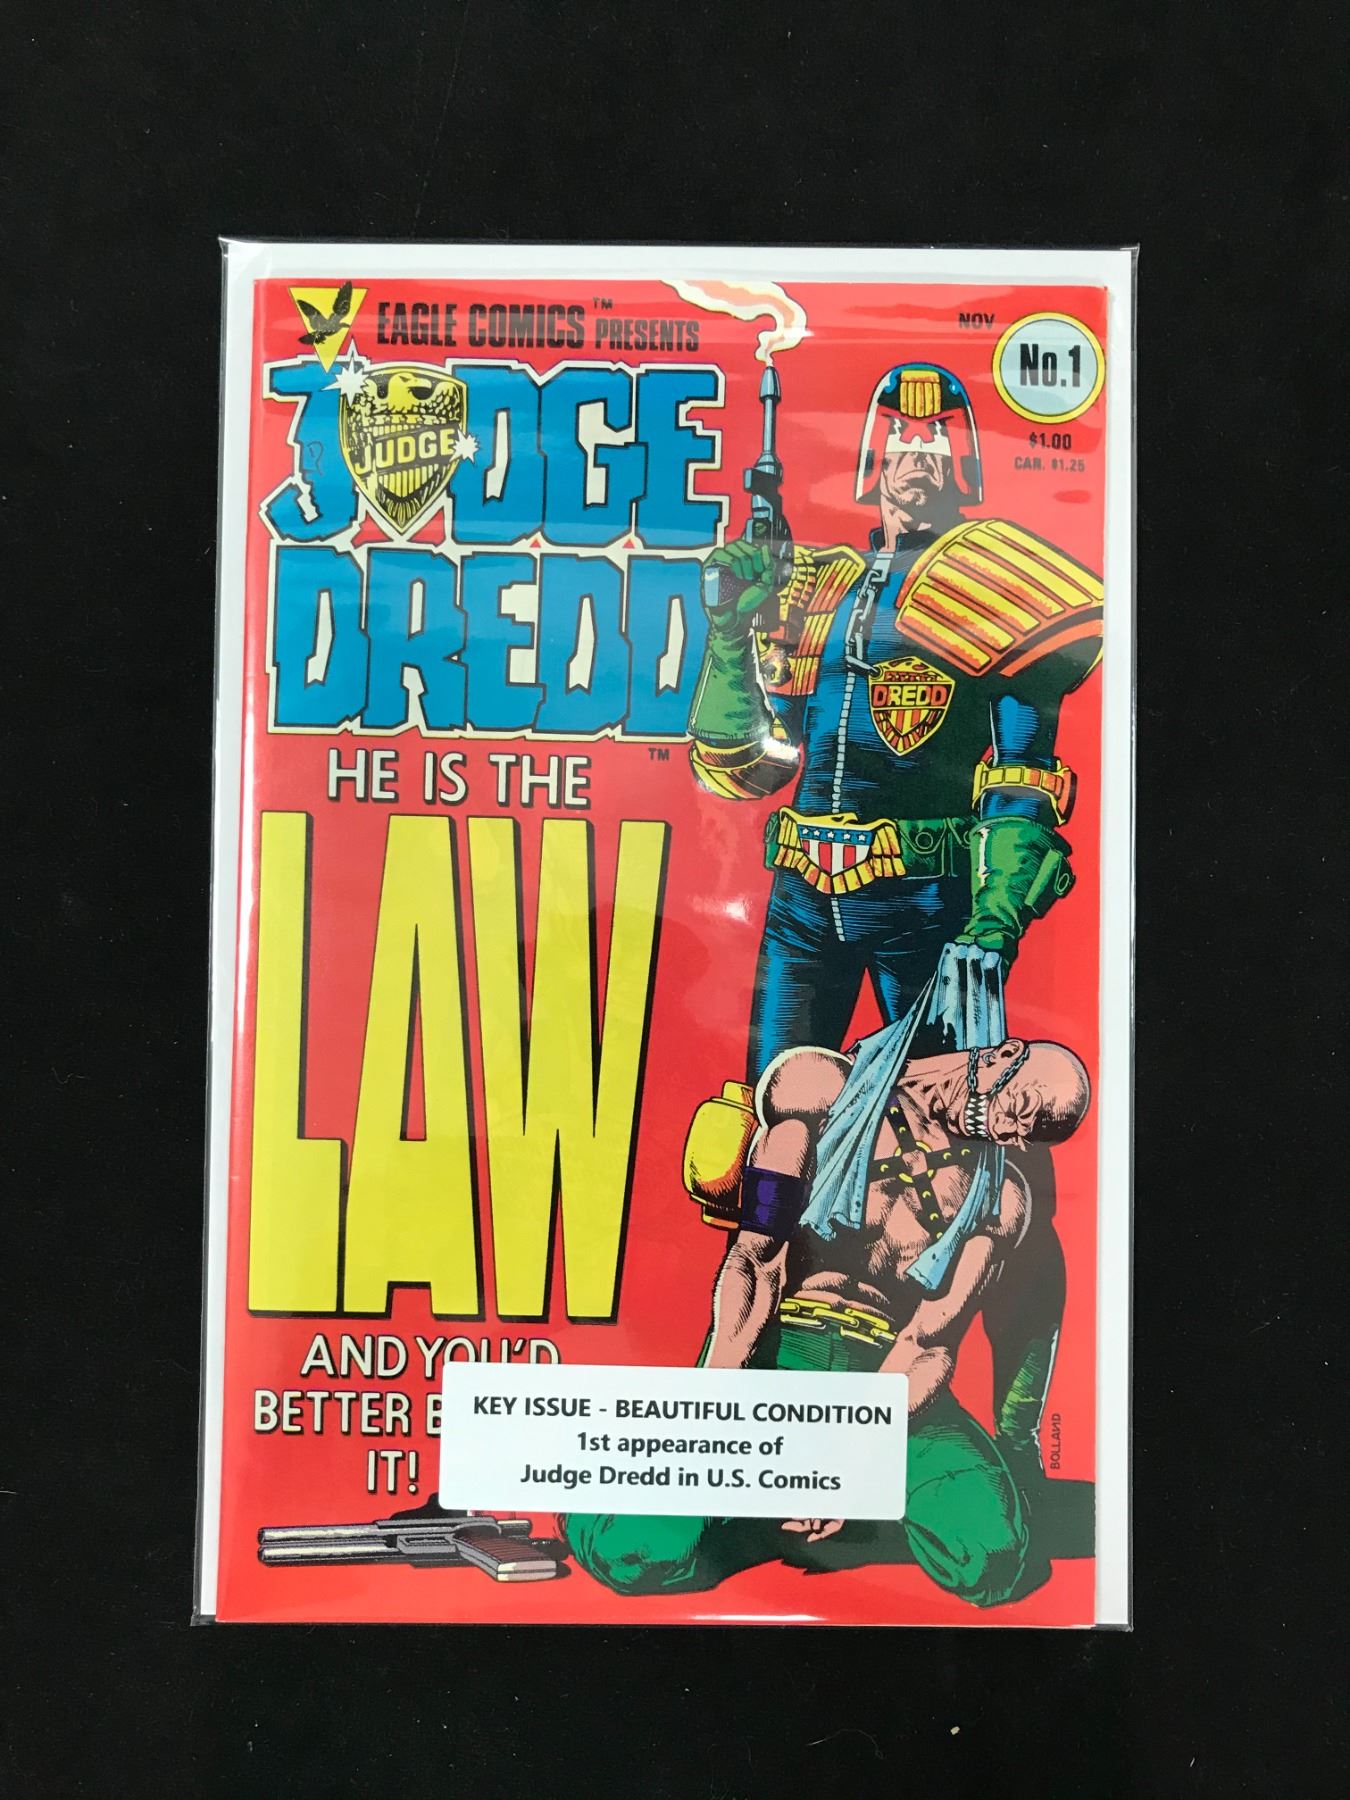 EAGLE COMICS™ PRESENTS
NOV
No.1
$1.00
CAN. $1.25
JUDGE
JUDGE
DREDD™
DREDD
HE IS THE
LAW
AND YOU'D
BETTER B
IT!
KEY ISSUE - BEAUTIFUL CONDITION
1st appearance of
Judge Dredd in U.S. Comics
BOLLAND